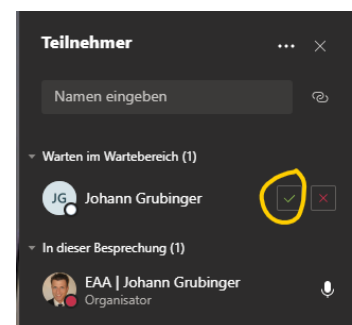 Teilnehmer
Namen eingeben
Warten im Wartebereich (1)
JG Johann Grubinger
In dieser Besprechung (1)
EAA | Johann Grubinger
Organisator